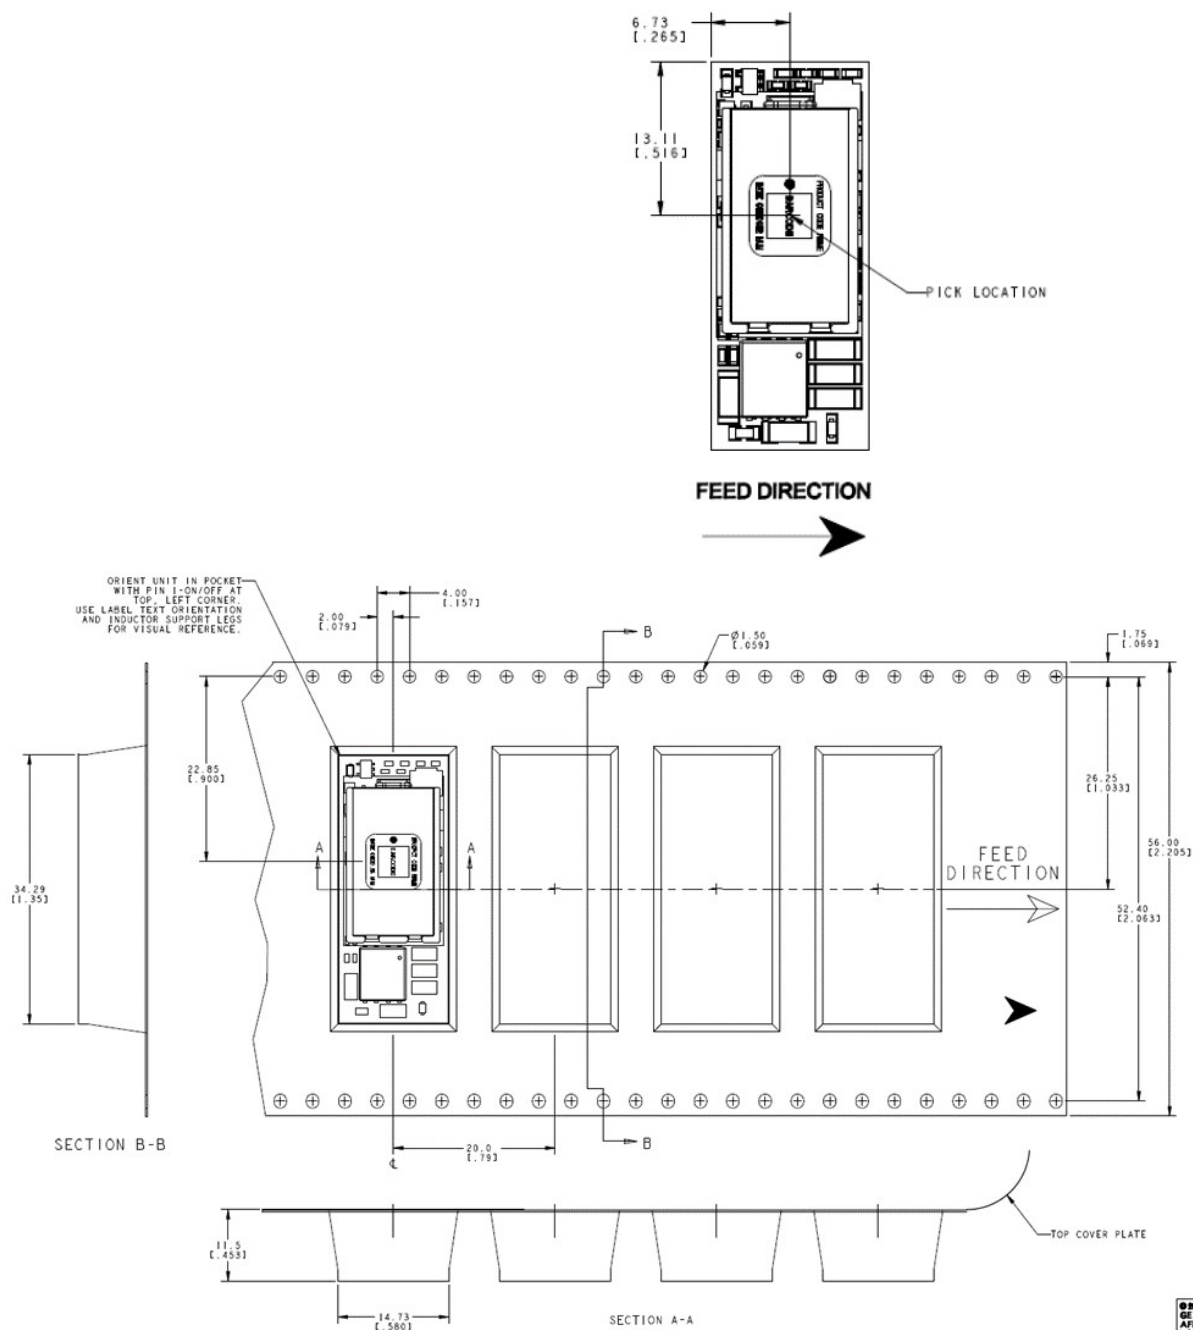 6.73
[.265]
13.11
[.516]
PRODUCT CODE NAME
BARCODE
PICK LOCATION
FEED DIRECTION
ORIENT UNIT IN POCKET
WITH PIN 1-ON/OFF AT
TOP, LEFT CORNER.
USE LABEL TEXT ORIENTATION
AND INDUCTOR SUPPORT LEGS
FOR VISUAL REFERENCE.
4.00
[.157]
2.00
[.079]
B
Ø1.50
[.059]
1.75
[.069]
22.85
[.900]
26.25
[1.033]
A
A
FEED
DIRECTION
56.00
[2.205]
34.29
[1.35]
52.40
[2.063]
SECTION B-B
20.0
[.79]
B
11.5
[.453]
TOP COVER PLATE
14.73
[.580]
SECTION A-A